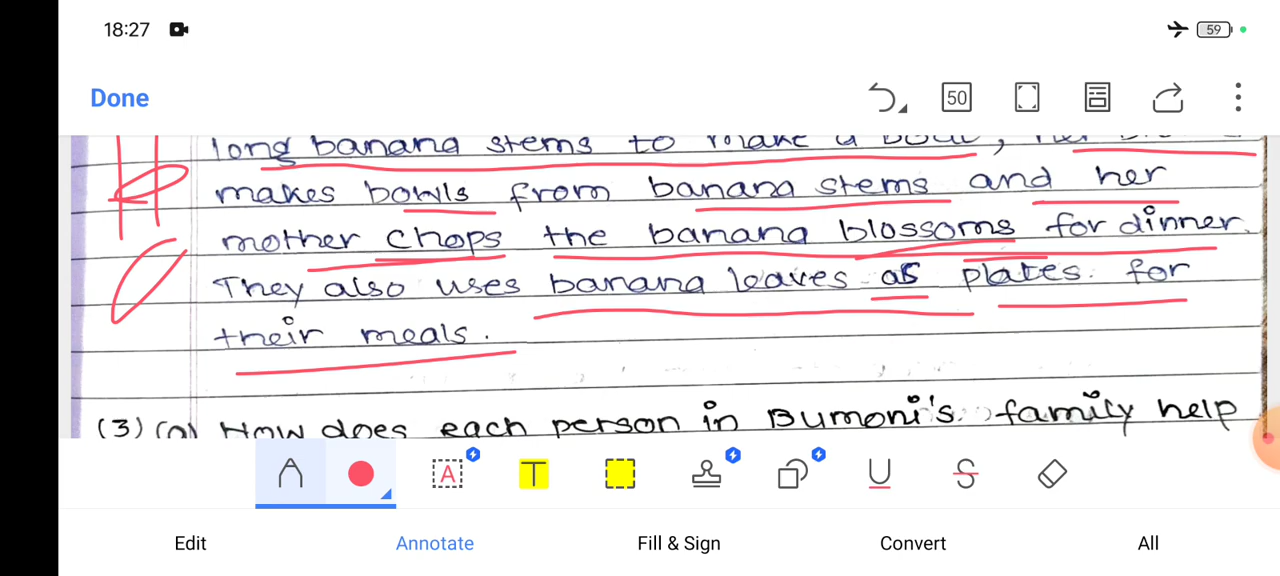 18:27
59
Done
50
long banana stems to make a boat, her
makes bowls from banana stems and her
mother chops the banana blossoms for dinner.
They also uses banana leaves as plates for
their meals.
(3) (a) How does each person in Bumoni's family help
A T U S
Edit Annotate Fill & Sign Convert All